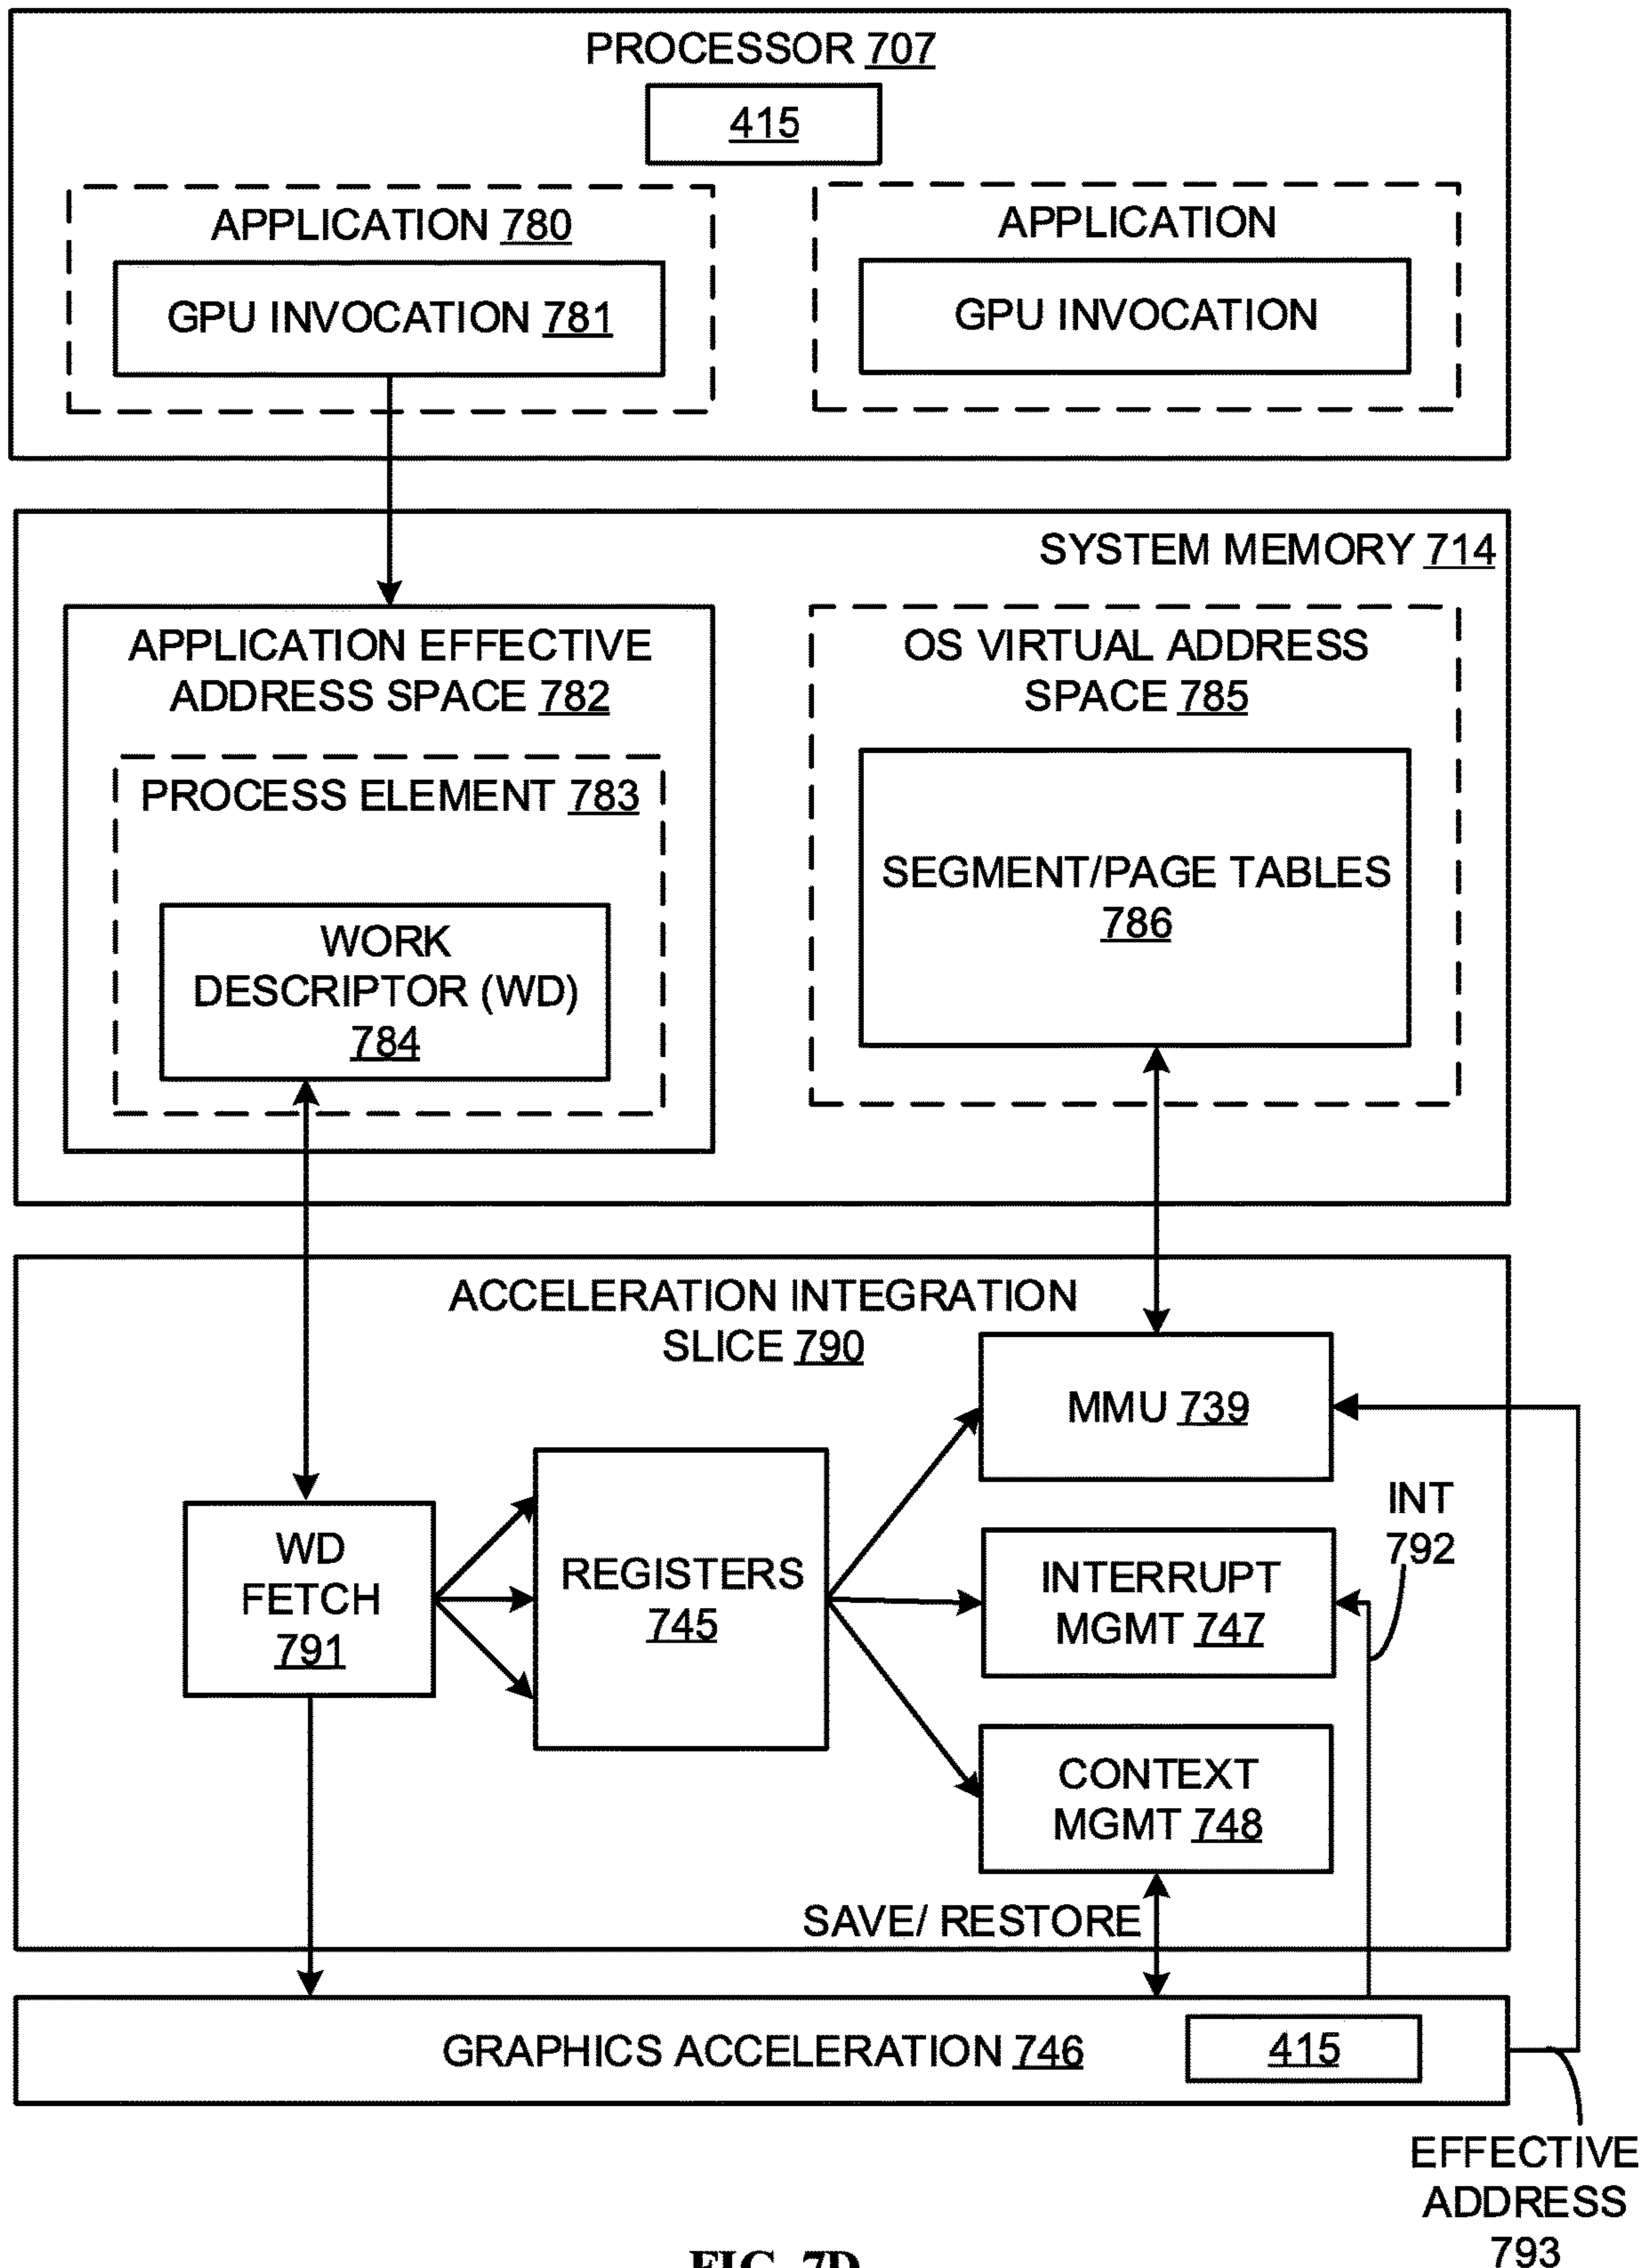 PROCESSOR 707
415
APPLICATION 780
GPU INVOCATION 781
APPLICATION
GPU INVOCATION
SYSTEM MEMORY 714
APPLICATION EFFECTIVE
ADDRESS SPACE 782
PROCESS ELEMENT 783
WORK
DESCRIPTOR (WD)
784
OS VIRTUAL ADDRESS
SPACE 785
SEGMENT/PAGE TABLES
786
ACCELERATION INTEGRATION
SLICE 790
WD
FETCH
791
REGISTERS
745
MMU 739
INTERRUPT
MGMT 747
CONTEXT
MGMT 748
INT
792
SAVE/ RESTORE
GRAPHICS ACCELERATION 746
415
EFFECTIVE
ADDRESS
793
FIG. 7D